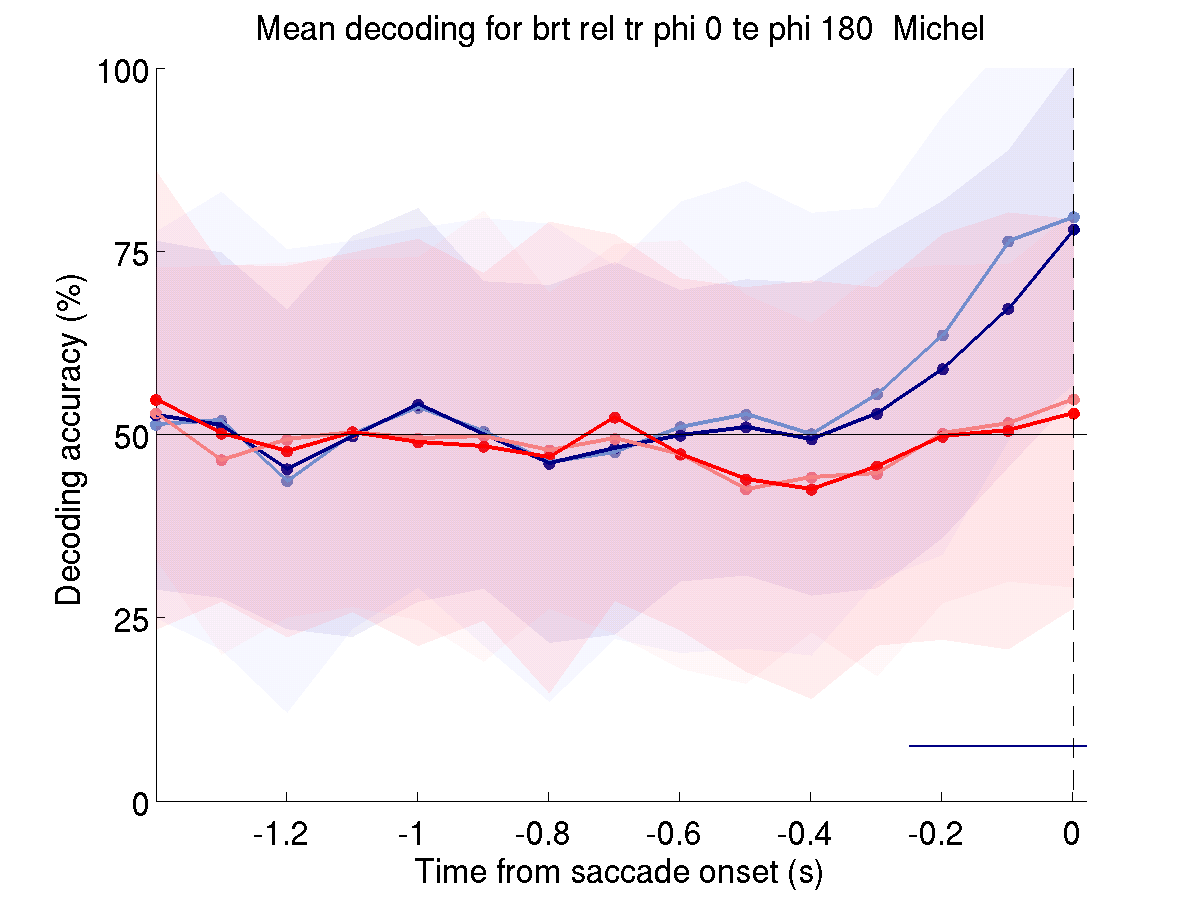 Mean decoding for brt rel tr phi 0 te phi 180  Michel
100
75
50
25
0
Decoding accuracy (%)
-1.2 -1 -0.8 -0.6 -0.4 -0.2 0
Time from saccade onset (s)